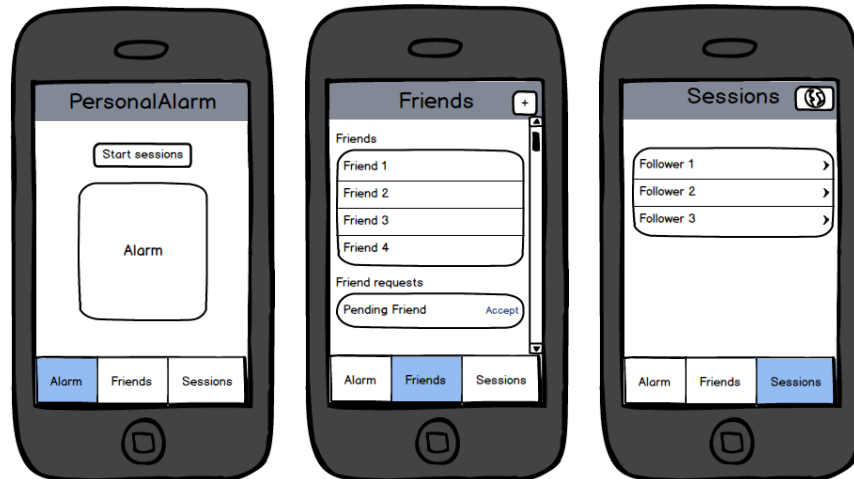 PersonalAlarm
Start sessions
Alarm
Alarm Friends Sessions
Friends +
Friends
Friend 1
Friend 2
Friend 3
Friend 4
Friend requests
Pending Friend Accept
Alarm Friends Sessions
Sessions
Follower 1
Follower 2
Follower 3
Alarm Friends Sessions